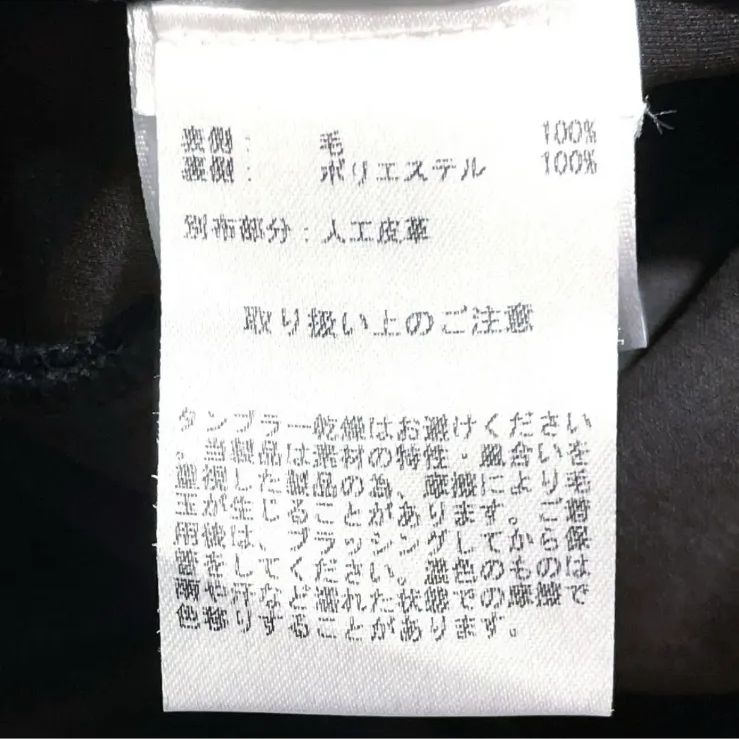 表側： 毛 100%
裏側： ポリエステル 100%
別布部分：人工皮革
取り扱い上のご注意
タンブラー乾燥はお避けください
。当製品は素材の特性・風合いを
重視した製品の為、摩擦により毛
玉が生じることがあります。ご着
用後は、ブラッシングしてから保
管をしてください。濃色のものは
雨や汗など濡れた状態での摩擦で
色移りすることがあります。